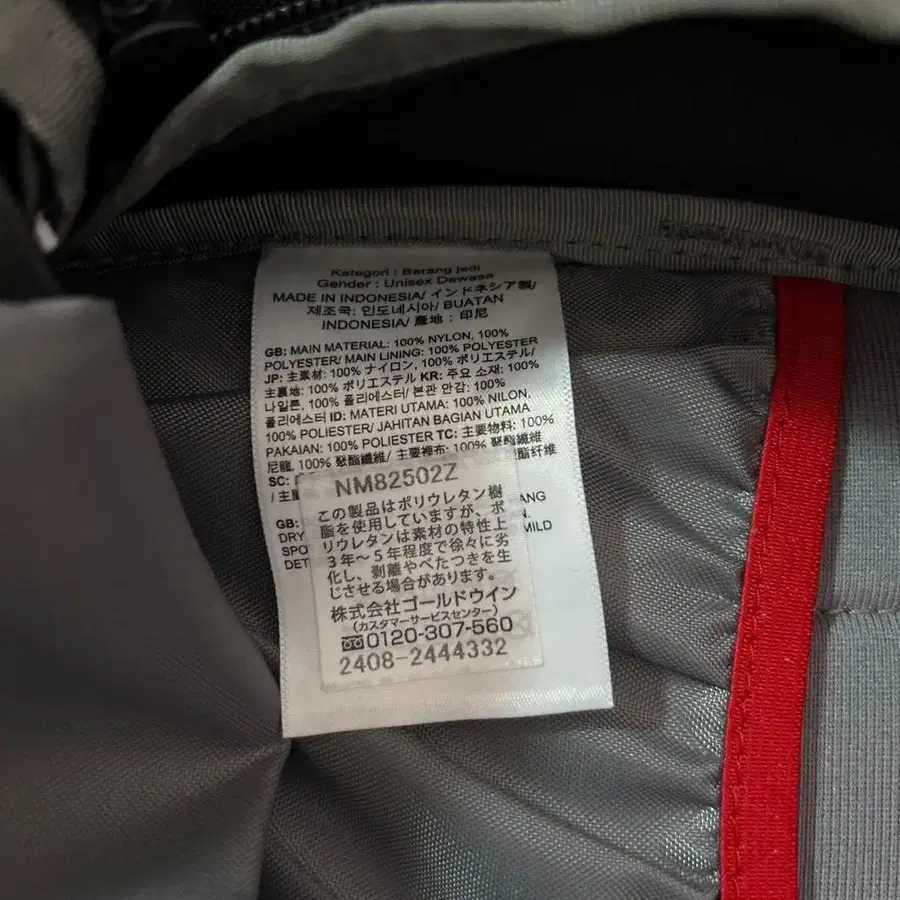 Kategori : Barang jadi
Gender : Unisex Dewasa
MADE IN INDONESIA/ インドネシア製/
제조국: 인도네시아/ BUATAN
INDONESIA/ 產地 : 印尼
GB: MAIN MATERIAL: 100% NYLON, 100%
POLYESTER/ MAIN LINING: 100% POLYESTER
JP: 主素材: 100% ナイロン, 100% ポリエステル/
主裏地: 100% ポリエステル KR: 주요 소재: 100%
나일론, 100% 폴리에스터/ 본관 안감: 100%
폴리에스터 ID: MATERI UTAMA: 100% NILON,
100% POLIESTER/ JAHITAN BAGIAN UTAMA
PAKAIAN: 100% POLIESTER TC: 主要物料/ 100%
尼龍, 100% 聚酯纖維/ 主要裡布: 100% 聚酯纖維
SC:
/ 主
NM82502Z
この製品はポリウレタン樹
脂を使用していますが、ポ
リウレタンは素材の特性上
3年～5年程度で徐々に劣
化し、剥離やべたつきを生
じさせる場合があります。
株式会社ゴールドウイン
(カスタマーサービスセンター)
0120-307-560
2408-2444332
GB:
DRY
SPO
DET
ANG
N.
MILD